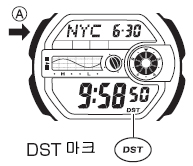 A
NYC 6-30
H L
9:58 50
DST
DST 마크 DST